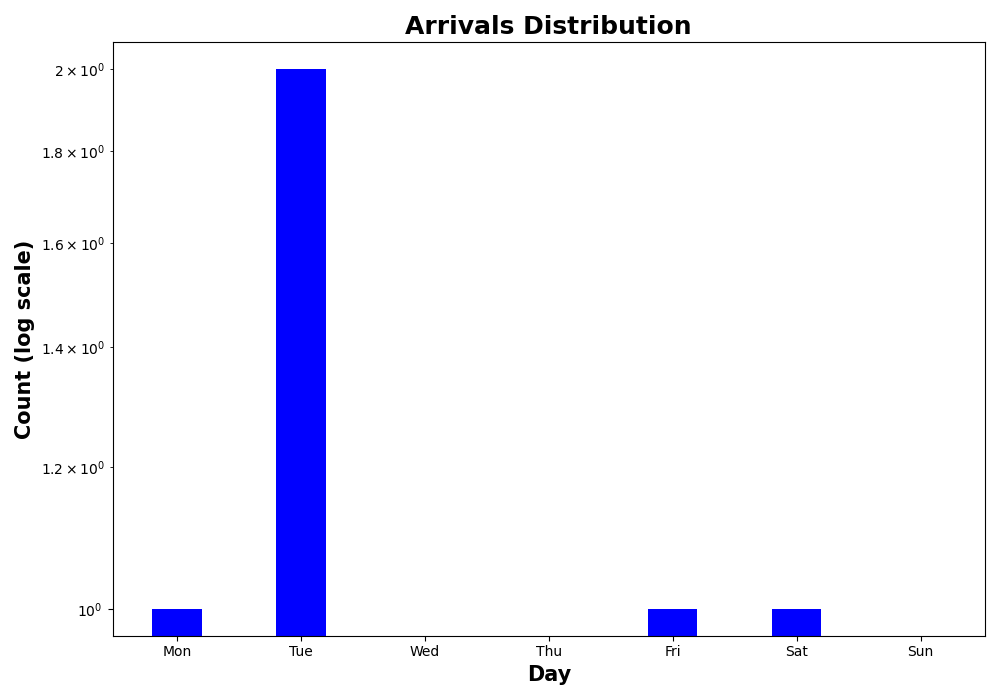 Arrivals Distribution
2 × 10⁰
1.8 × 10⁰
1.6 × 10⁰
1.4 × 10⁰
1.2 × 10⁰
10⁰
Count (log scale)
Mon Tue Wed Thu Fri Sat Sun
Day